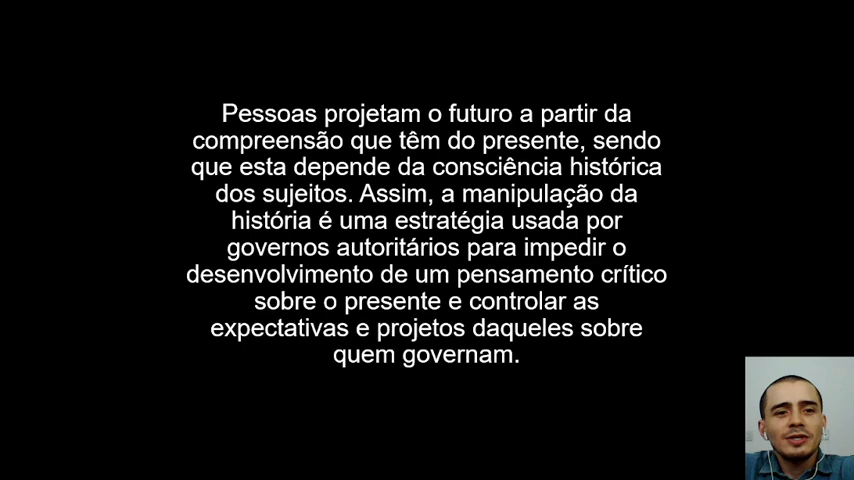 Pessoas projetam o futuro a partir da
compreensão que têm do presente, sendo
que esta depende da consciência histórica
dos sujeitos. Assim, a manipulação da
história é uma estratégia usada por
governos autoritários para impedir o
desenvolvimento de um pensamento crítico
sobre o presente e controlar as
expectativas e projetos daqueles sobre
quem governam.